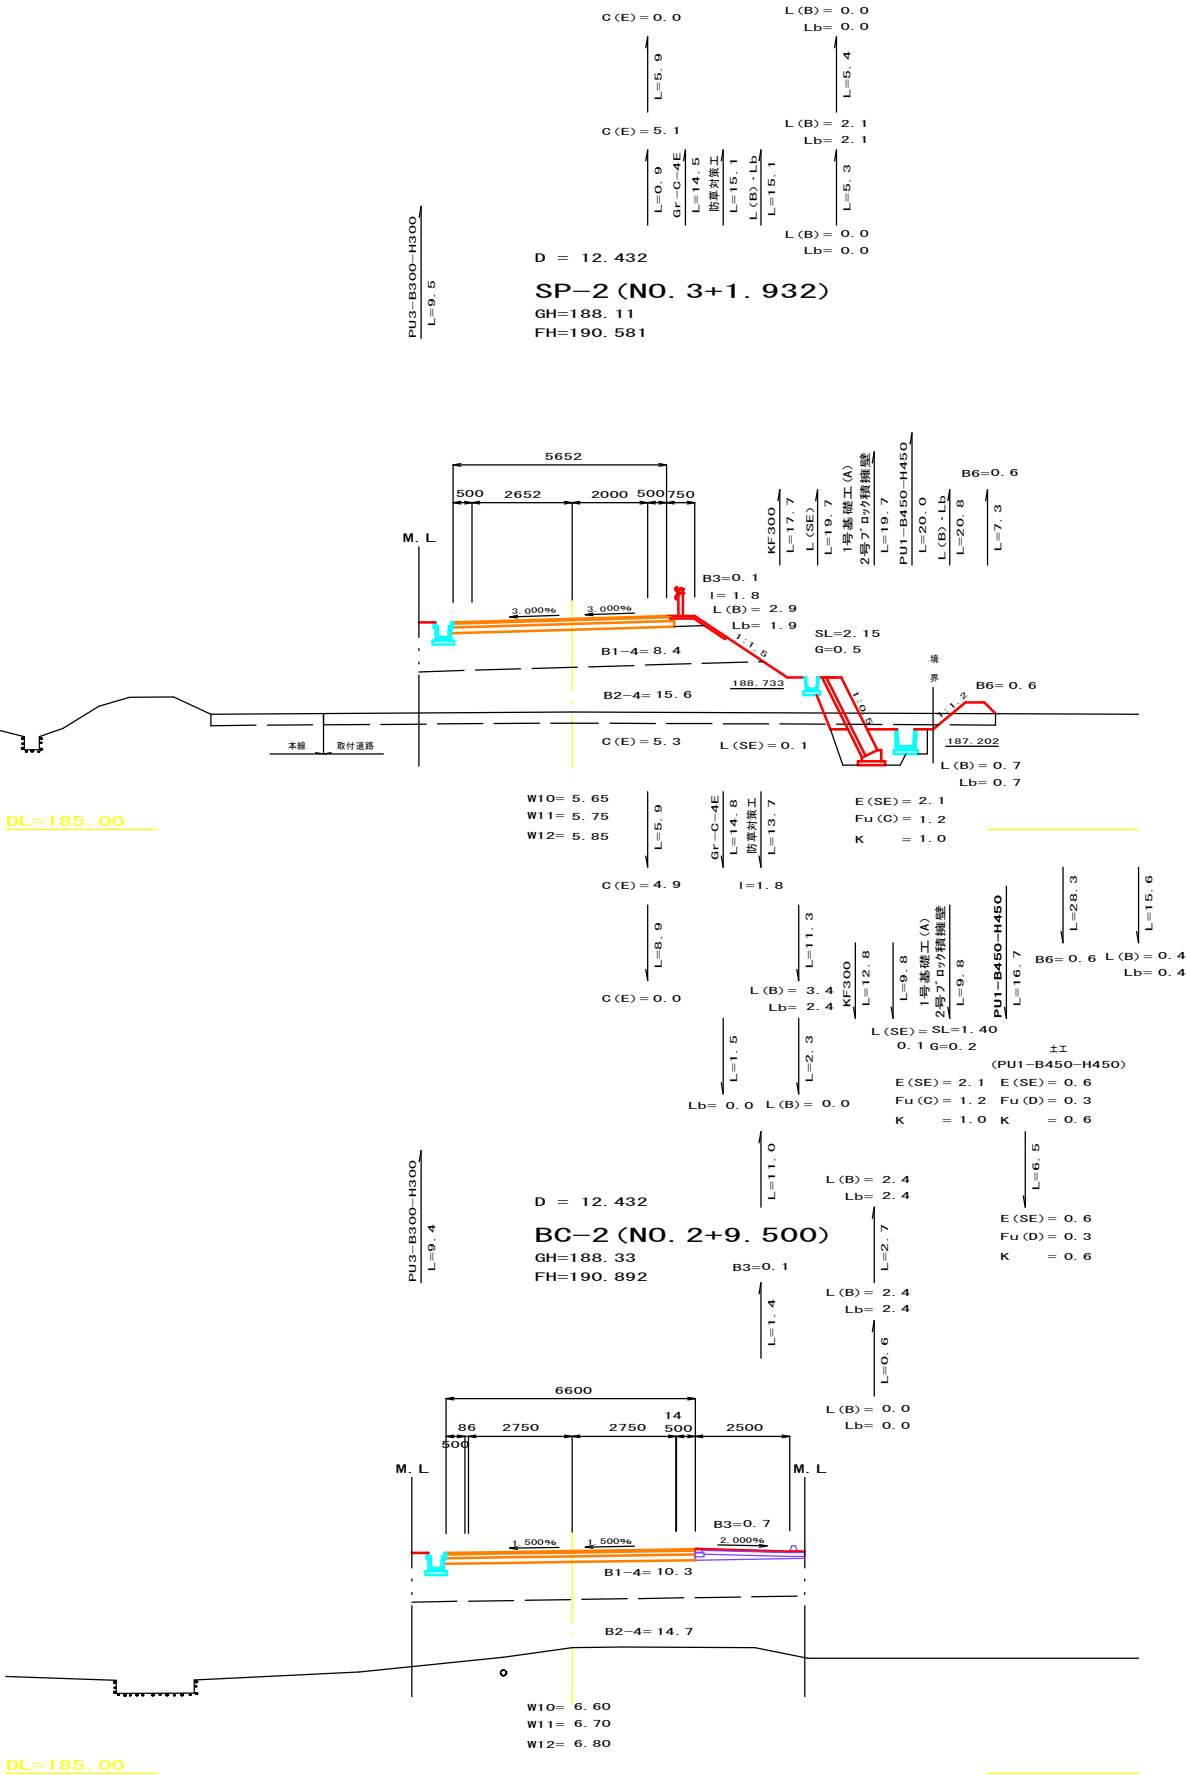 C(E)=0.0
L(B)=0.0
Lb=0.0
L=5.9
L=5.4
C(E)=5.1
L(B)=2.1
Lb=2.1
L=0.9
Gr-C-4E
L=14.5
防草対策工
L=15.1
L(B)・Lb
L=15.1
L=5.3
L(B)=0.0
Lb=0.0
PU3-B300-H300
L=9.5
D = 12.432
SP-2(NO.3+1.932)
GH=188.11
FH=190.581
5652
500
2652
2000
500
750
M.L
KF300
L=17.7
L(SE)
L=19.7
1号基礎工(A)
2号ブロック積擁壁
L=19.7
PU1-B450-H450
L=20.0
L(B)・Lb
L=20.8
B6=0.6
L=7.3
3.000%
3.000%
B3=0.1
l=1.8
L(B)=2.9
Lb=1.9
1:1.5
SL=2.15
G=0.5
B1-4=8.4
188.733
境界
B6=0.6
1:1.2
1:0.5
B2-4=15.6
本線
取付道路
C(E)=5.3
L(SE)=0.1
187.202
L(B)=0.7
Lb=0.7
DL=185.00
W10=5.65
W11=5.75
W12=5.85
L=5.9
Gr-C-4E
L=14.8
防草対策工
L=13.7
E(SE)=2.1
Fu(C)=1.2
K =1.0
C(E)=4.9
l=1.8
L=8.9
L=11.3
KF300
L=12.8
L=9.8
1号基礎工(A)
2号ブロック積擁壁
L=9.8
PU1-B450-H450
L=16.7
L=28.3
L=15.6
B6=0.6
L(B)=0.4
Lb=0.4
C(E)=0.0
L(B)=3.4
Lb=2.4
L(SE)=
0.1
SL=1.40
G=0.2
L=1.5
L=2.3
土工
(PU1-B450-H450)
E(SE)=2.1
Fu(C)=1.2
K =1.0
E(SE)=0.6
Fu(D)=0.3
K =0.6
Lb=0.0
L(B)=0.0
L=11.0
L=6.5
PU3-B300-H300
L=9.4
D = 12.432
BC-2(NO.2+9.500)
GH=188.33
FH=190.892
L(B)=2.4
Lb=2.4
L=2.7
E(SE)=0.6
Fu(D)=0.3
K =0.6
B3=0.1
L=1.4
L(B)=2.4
Lb=2.4
L=0.6
L(B)=0.0
Lb=0.0
6600
500
86
2750
2750
14
500
2500
M.L
M.L
1.500%
1.500%
B3=0.7
2.000%
B1-4=10.3
B2-4=14.7
W10=6.60
W11=6.70
W12=6.80
DL=185.00